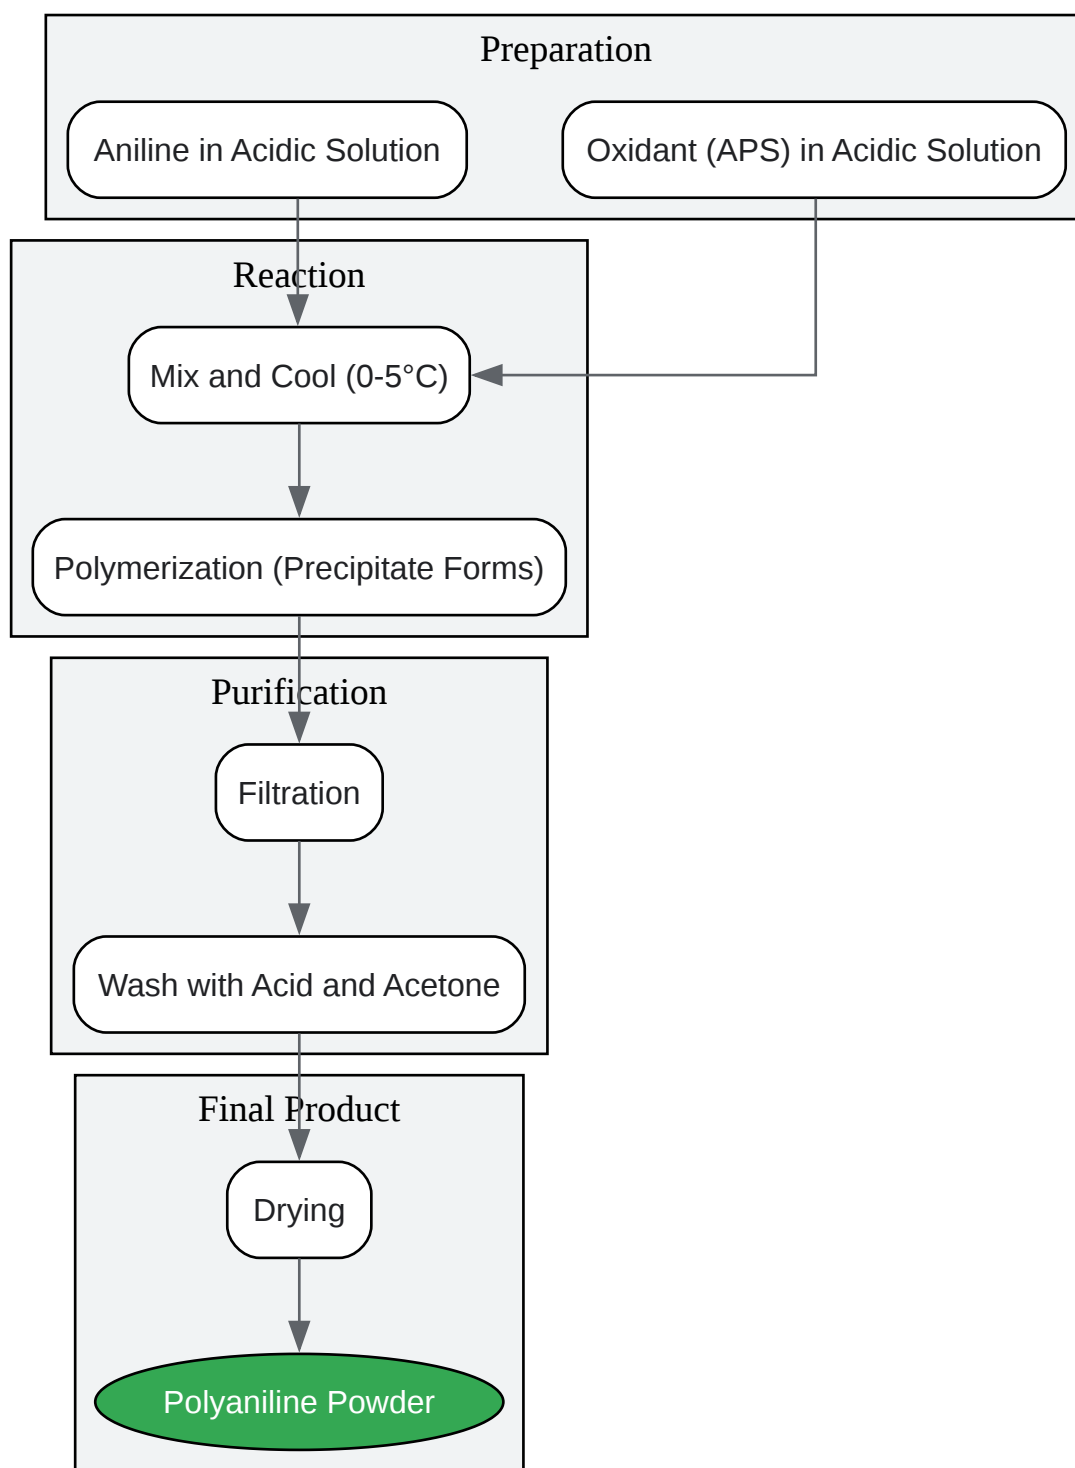 Preparation
Aniline in Acidic Solution
Oxidant (APS) in Acidic Solution
Reaction
Mix and Cool (0-5°C)
Polymerization (Precipitate Forms)
Purification
Filtration
Wash with Acid and Acetone
Final Product
Drying
Polyaniline Powder